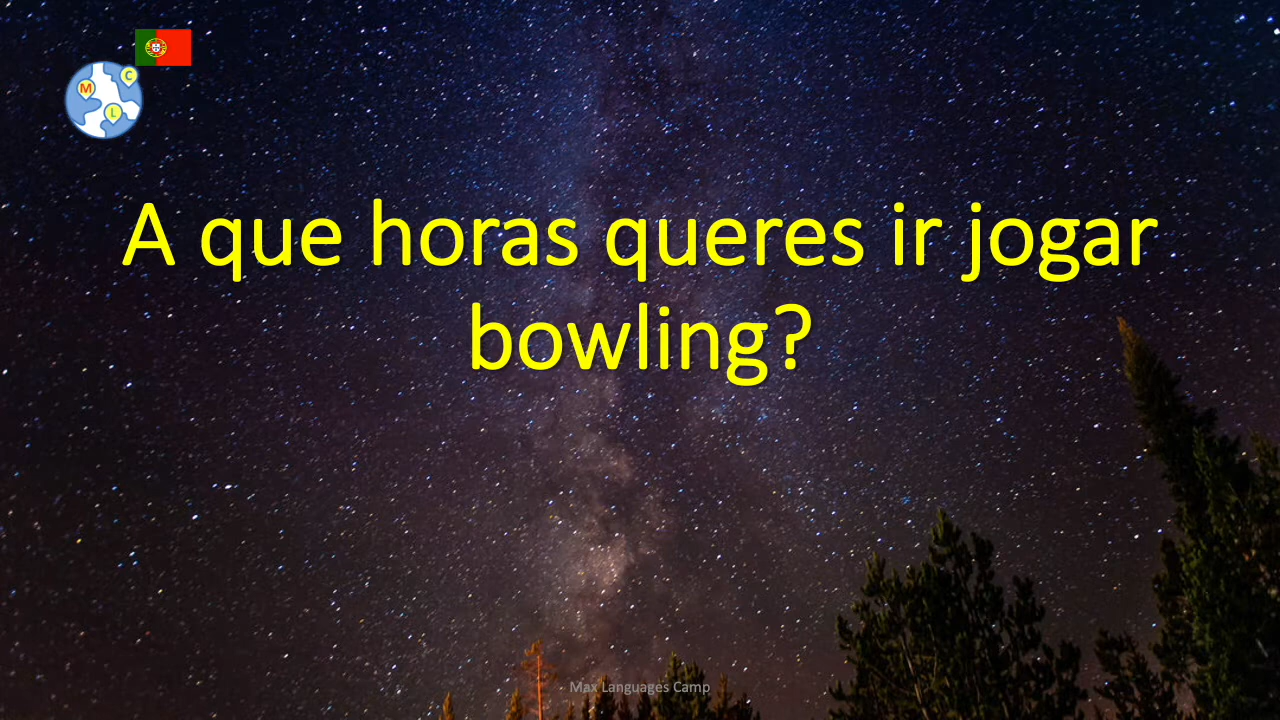 C
M
L
A que horas queres ir jogar
bowling?
Max Languages Camp